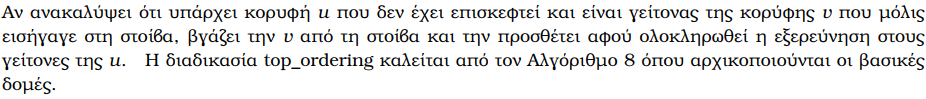 Αν ανακαλύψει ότι υπάρχει κορυφή u που δεν έχει επισκεφτεί και είναι γείτονας της κορύφης v που μόλις
εισήγαγε στη στοίβα, βγάζει την v από τη στοίβα και την προσθέτει αφού ολοκληρωθεί η εξερεύνηση στους
γείτονες της u. Η διαδικασία top_ordering καλείται από τον Αλγόριθμο 8 όπου αρχικοποιούνται οι βασικές
δομές.